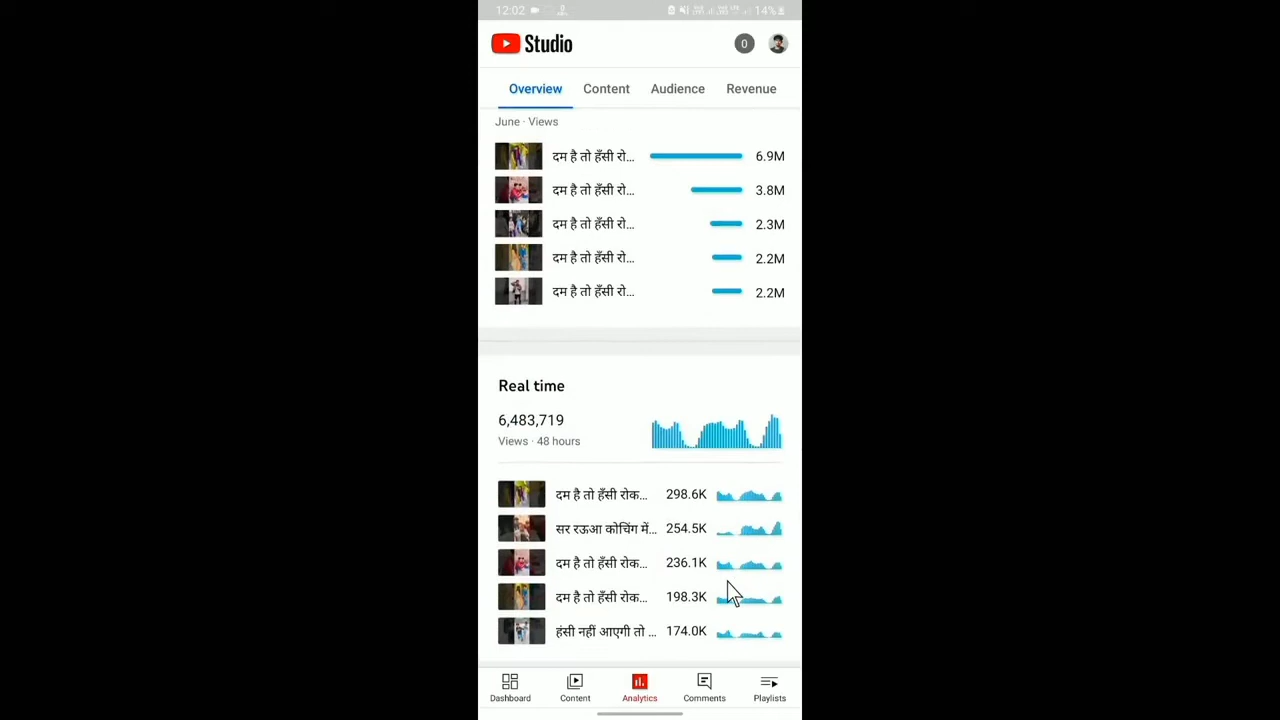 12:02 14%
Studio 0
Overview Content Audience Revenue
June · Views
दम है तो हँसी रो... 6.9M
दम है तो हँसी रो... 3.8M
दम है तो हँसी रो... 2.3M
दम है तो हँसी रो... 2.2M
दम है तो हँसी रो... 2.2M
Real time
6,483,719
Views · 48 hours
दम है तो हँसी रोक... 298.6K
सर रऊआ कोचिंग में... 254.5K
दम है तो हँसी रोक... 236.1K
दम है तो हँसी रोक... 198.3K
हंसी नहीं आएगी तो ... 174.0K
Dashboard Content Analytics Comments Playlists